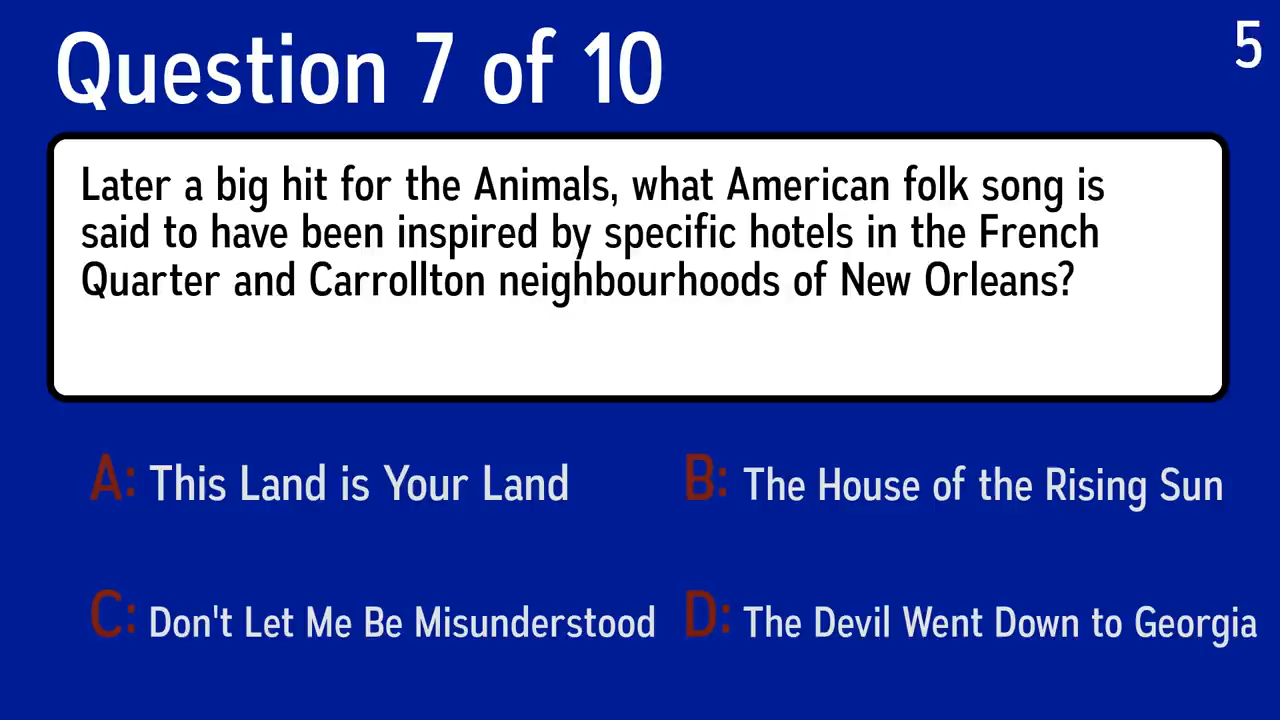 Question 7 of 10
5
Later a big hit for the Animals, what American folk song is
said to have been inspired by specific hotels in the French
Quarter and Carrollton neighbourhoods of New Orleans?
A: This Land is Your Land
B: The House of the Rising Sun
C: Don't Let Me Be Misunderstood
D: The Devil Went Down to Georgia